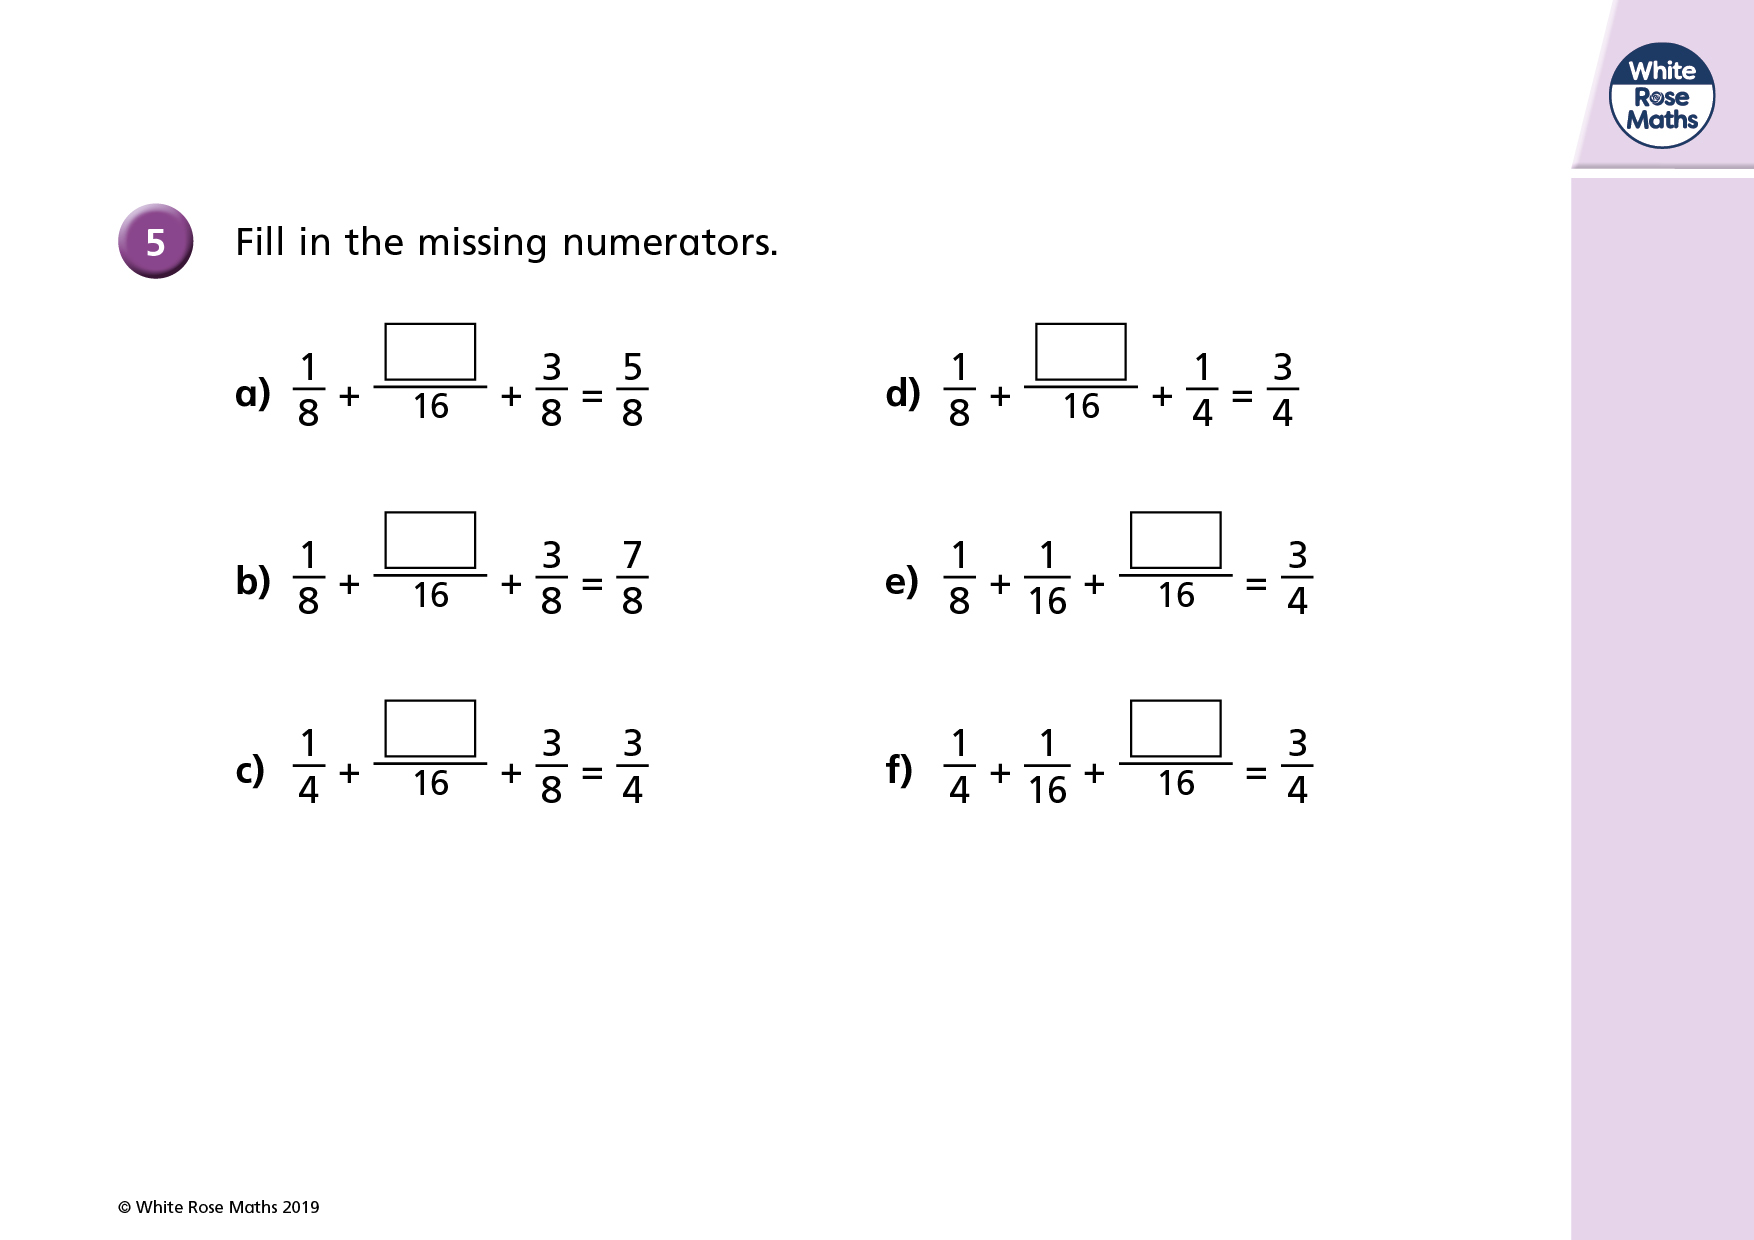 White
Rose
Maths
5 Fill in the missing numerators.
a) 1/8 + /16 + 3/8 = 5/8
b) 1/8 + /16 + 3/8 = 7/8
c) 1/4 + /16 + 3/8 = 3/4
d) 1/8 + /16 + 1/4 = 3/4
e) 1/8 + 1/16 + /16 = 3/4
f) 1/4 + 1/16 + /16 = 3/4
© White Rose Maths 2019